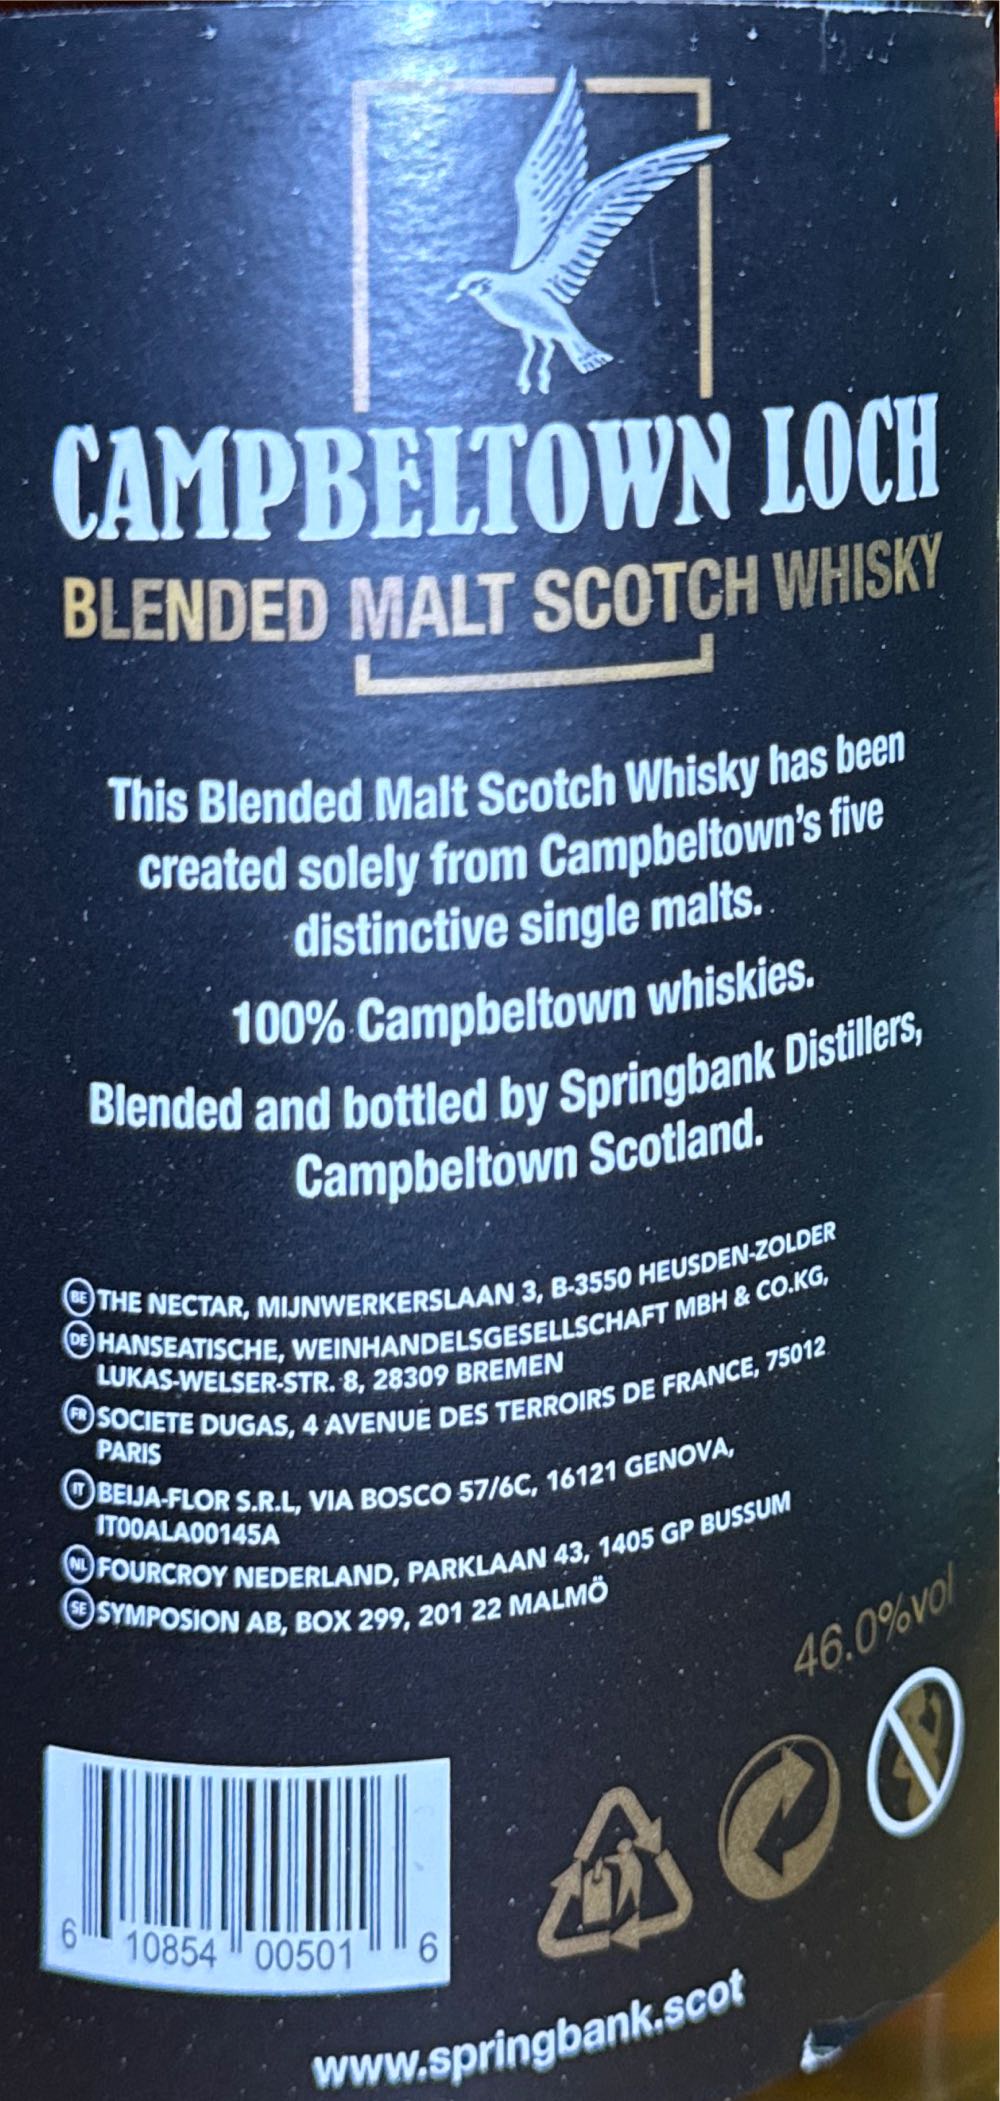 CAMPBELTOWN LOCH
BLENDED MALT SCOTCH WHISKY
This Blended Malt Scotch Whisky has been
created solely from Campbeltown's five
distinctive single malts.
100% Campbeltown whiskies.
Blended and bottled by Springbank Distillers,
Campbeltown Scotland.
BE THE NECTAR, MIJNWERKERSLAAN 3, B-3550 HEUSDEN-ZOLDER
DE HANSEATISCHE, WEINHANDELSGESELLSCHAFT MBH & CO.KG,
LUKAS-WELSER-STR. 8, 28309 BREMEN
FR SOCIETE DUGAS, 4 AVENUE DES TERROIRS DE FRANCE, 75012
PARIS
IT BEIJA-FLOR S.R.L, VIA BOSCO 57/6C, 16121 GENOVA,
IT00ALA00145A
NL FOURCROY NEDERLAND, PARKLAAN 43, 1405 GP BUSSUM
SE SYMPOSION AB, BOX 299, 201 22 MALMÖ
46.0%vol
6 10854 00501 6
www.springbank.scot